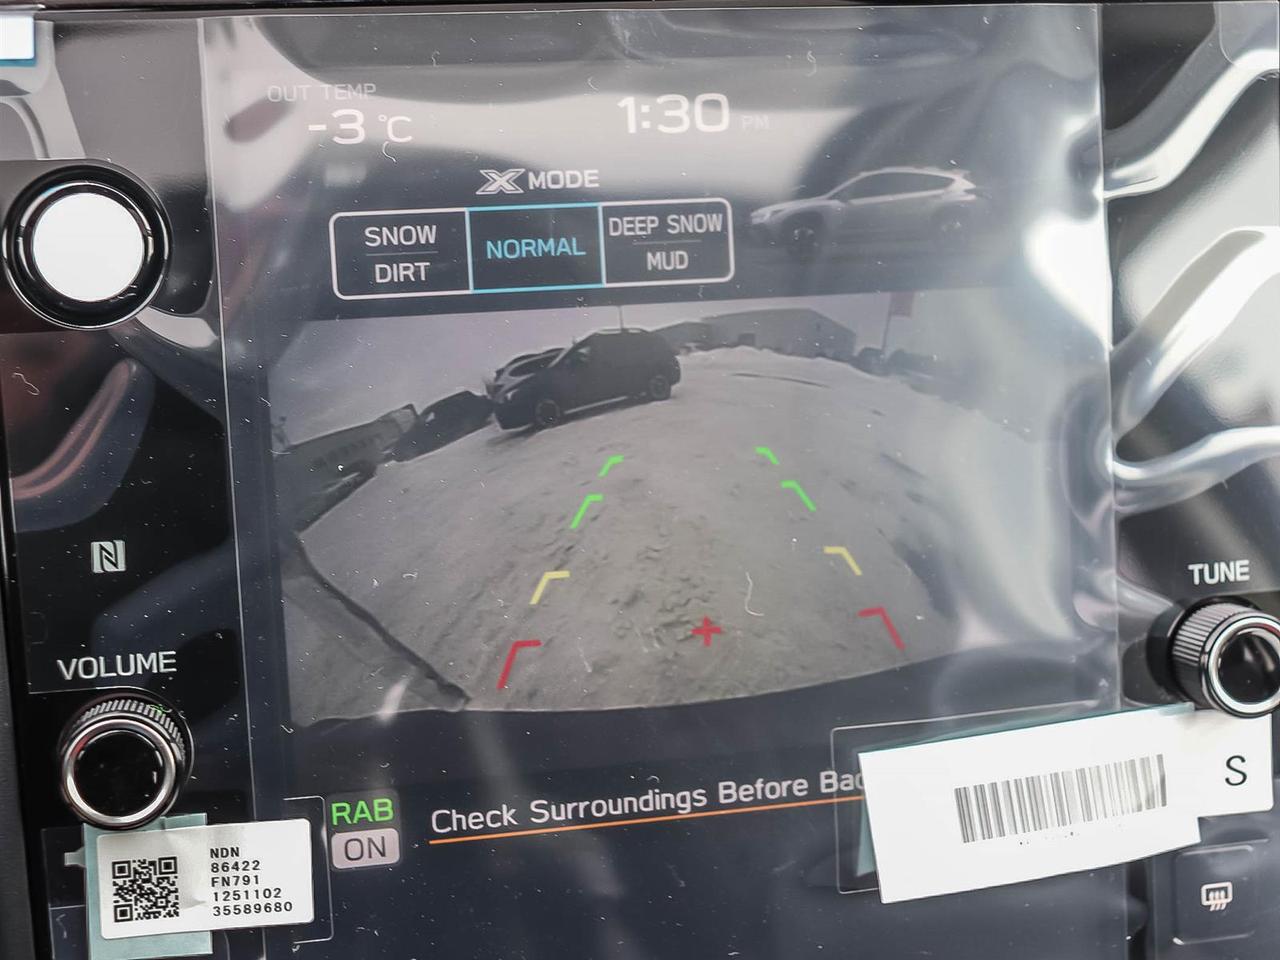 OUT TEMP
-3 °C
1:30 PM
X MODE
SNOW
DIRT
NORMAL
DEEP SNOW
MUD
N
VOLUME
TUNE
RAB
ON
Check Surroundings Before
S
NDN
86422
FN791
1251102
35589680